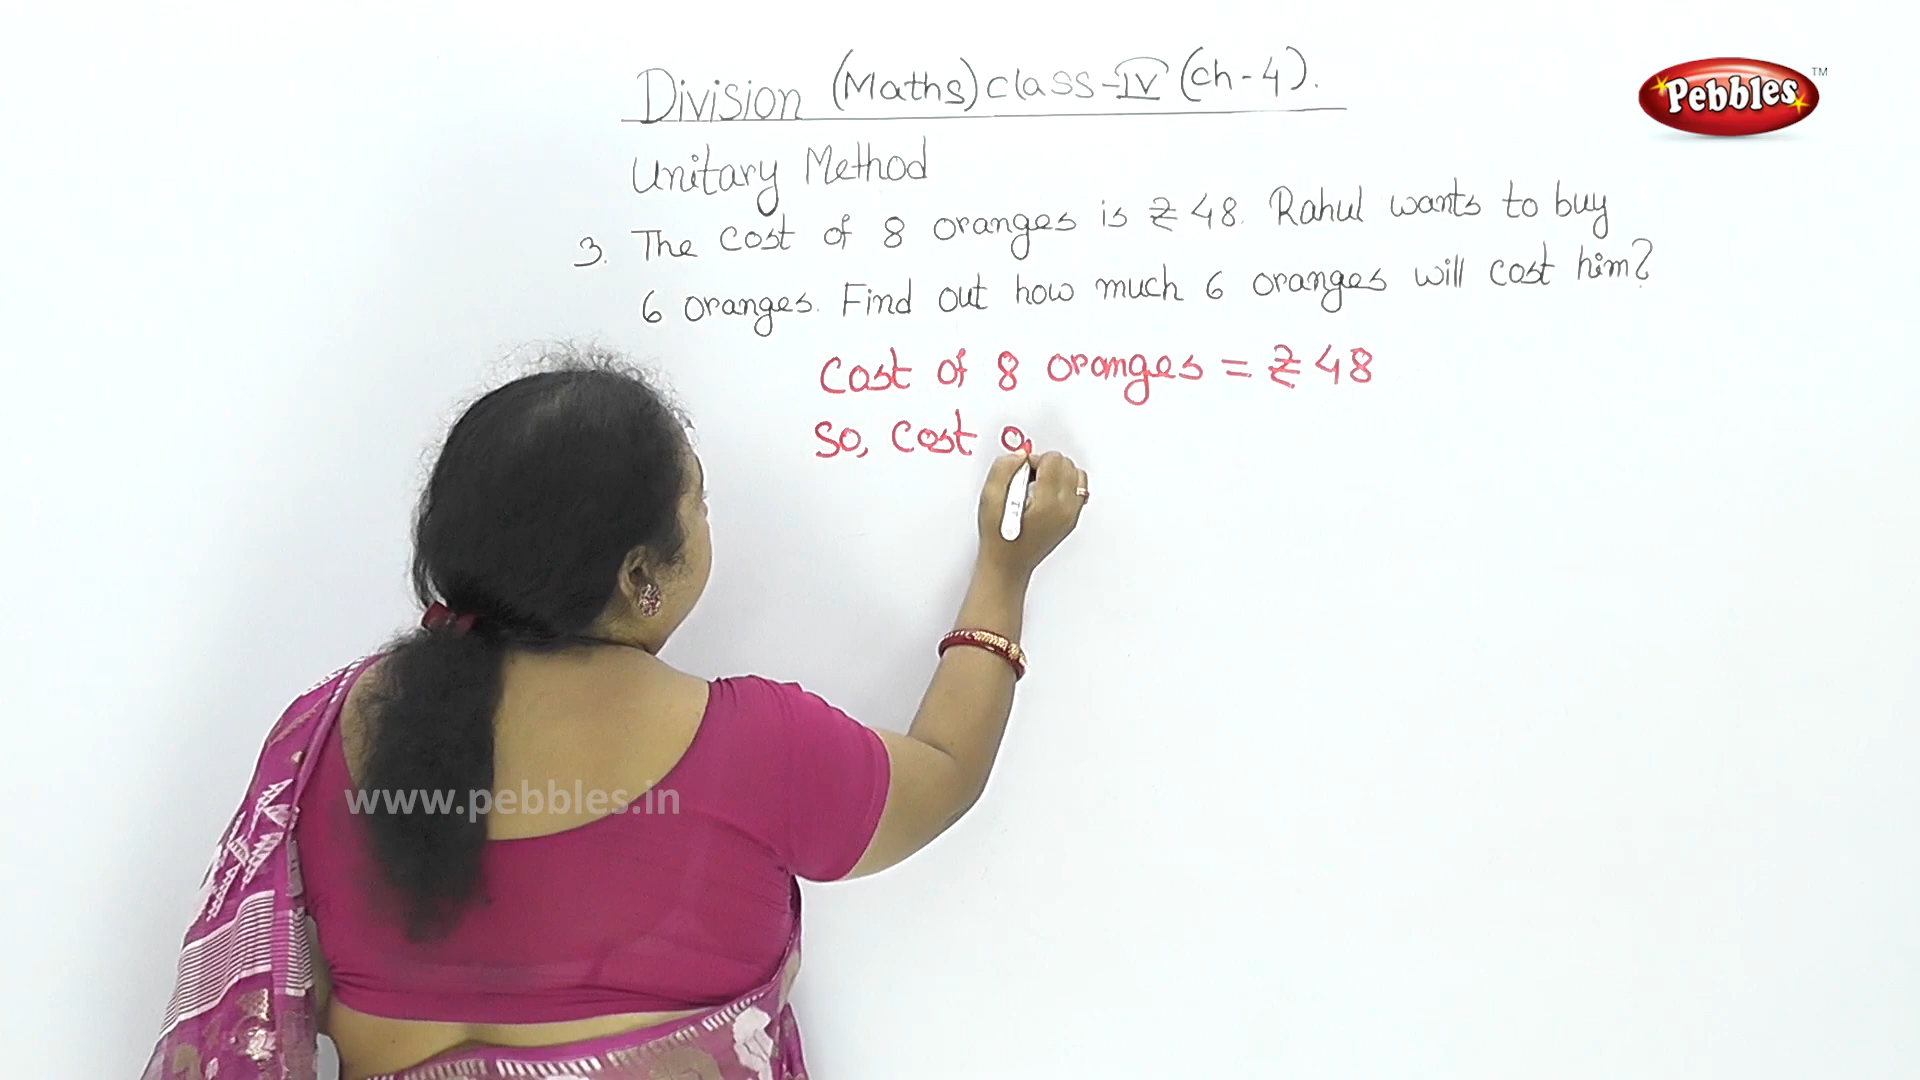 Division (Maths) class-IV (ch-4).
Pebbles™
Unitary Method
3. The cost of 8 oranges is ₹ 48. Rahul wants to buy
6 oranges. Find out how much 6 oranges will cost him?
Cost of 8 oranges = ₹ 48
So, Cost o
www.pebbles.in